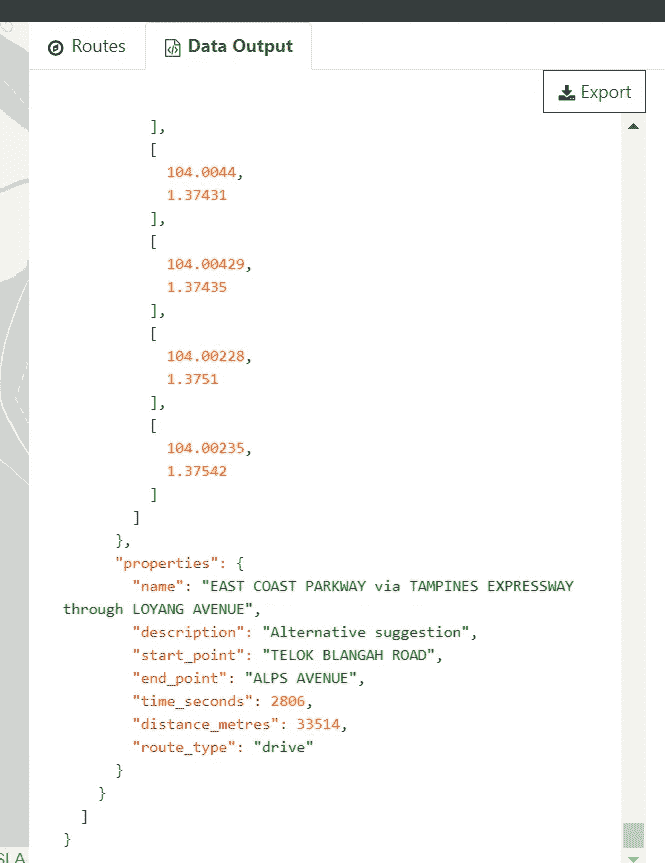 Routes
Data Output
Export
],
[
104.0044,
1.37431
],
[
104.00429,
1.37435
],
[
104.00228,
1.3751
],
[
104.00235,
1.37542
]
]
},
"properties": {
"name": "EAST COAST PARKWAY via TAMPINES EXPRESSWAY
through LOYANG AVENUE",
"description": "Alternative suggestion",
"start_point": "TELOK BLANGAH ROAD",
"end_point": "ALPS AVENUE",
"time_seconds": 2806,
"distance_metres": 33514,
"route_type": "drive"
}
}
]
}
SLA